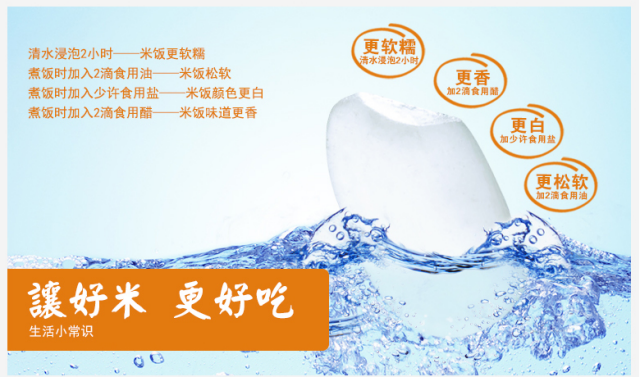 清水浸泡2小时——米饭更软糯
煮饭时加入2滴食用油——米饭松软
煮饭时加入少许食用盐——米饭颜色更白
煮饭时加入2滴食用醋——米饭味道更香
更软糯
清水浸泡2小时
更香
加2滴食用醋
更白
加少许食用盐
更松软
加2滴食用油
讓好米 更好吃
生活小常识